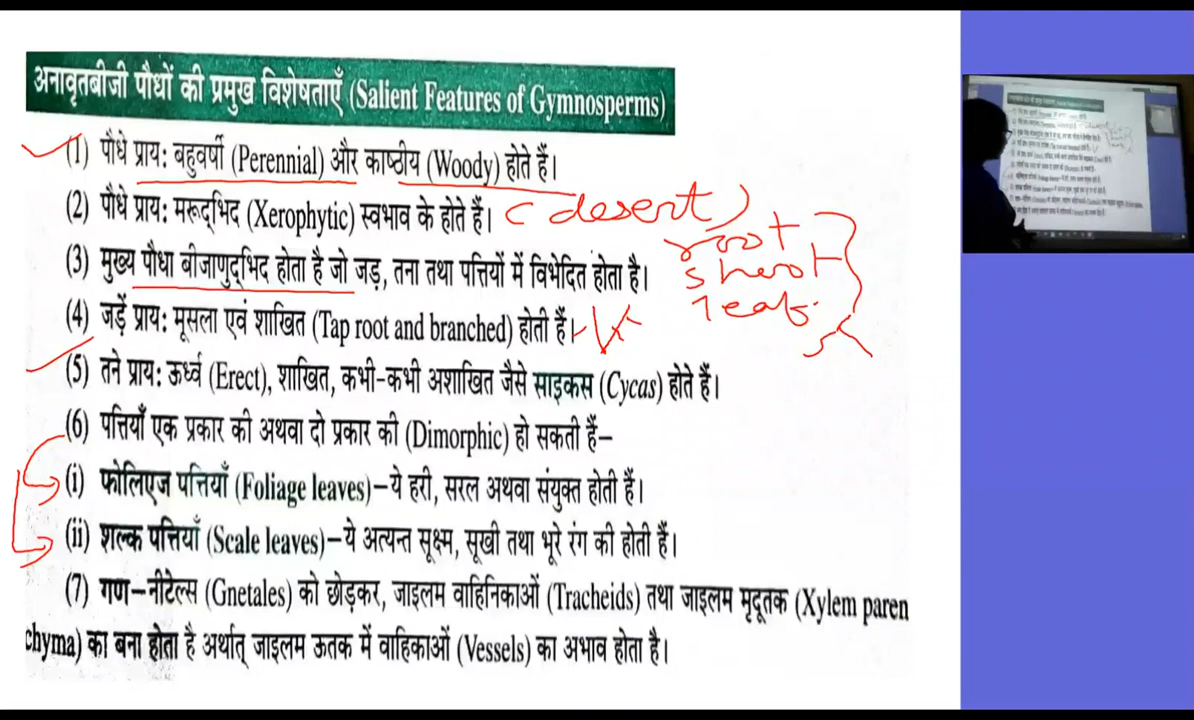 अनावृतबीजी पौधों की प्रमुख विशेषताएँ (Salient Features of Gymnosperms)
(1) पौधे प्राय: बहुवर्षी (Perennial) और काष्ठीय (Woody) होते हैं।
(2) पौधे प्राय: मरूद्भिद (Xerophytic) स्वभाव के होते हैं। (desert)
root
(3) मुख्य पौधा बीजाणुद्भिद होता है जो जड़, तना तथा पत्तियों में विभेदित होता है।
shoot
leaf
(4) जड़ें प्राय: मूसला एवं शाखित (Tap root and branched) होती हैं।
(5) तने प्राय: ऊर्ध्व (Erect), शाखित, कभी-कभी अशाखित जैसे साइकस (Cycas) होते हैं।
(6) पत्तियाँ एक प्रकार की अथवा दो प्रकार की (Dimorphic) हो सकती हैं–
(i) फोलिएज पत्तियाँ (Foliage leaves)–ये हरी, सरल अथवा संयुक्त होती हैं।
(ii) शल्क पत्तियाँ (Scale leaves)–ये अत्यन्त सूक्ष्म, सूखी तथा भूरे रंग की होती हैं।
(7) गण–नीटेल्स (Gnetales) को छोड़कर, जाइलम वाहिनिकाओं (Tracheids) तथा जाइलम मृदूतक (Xylem paren
chyma) का बना होता है अर्थात् जाइलम ऊतक में वाहिकाओं (Vessels) का अभाव होता है।